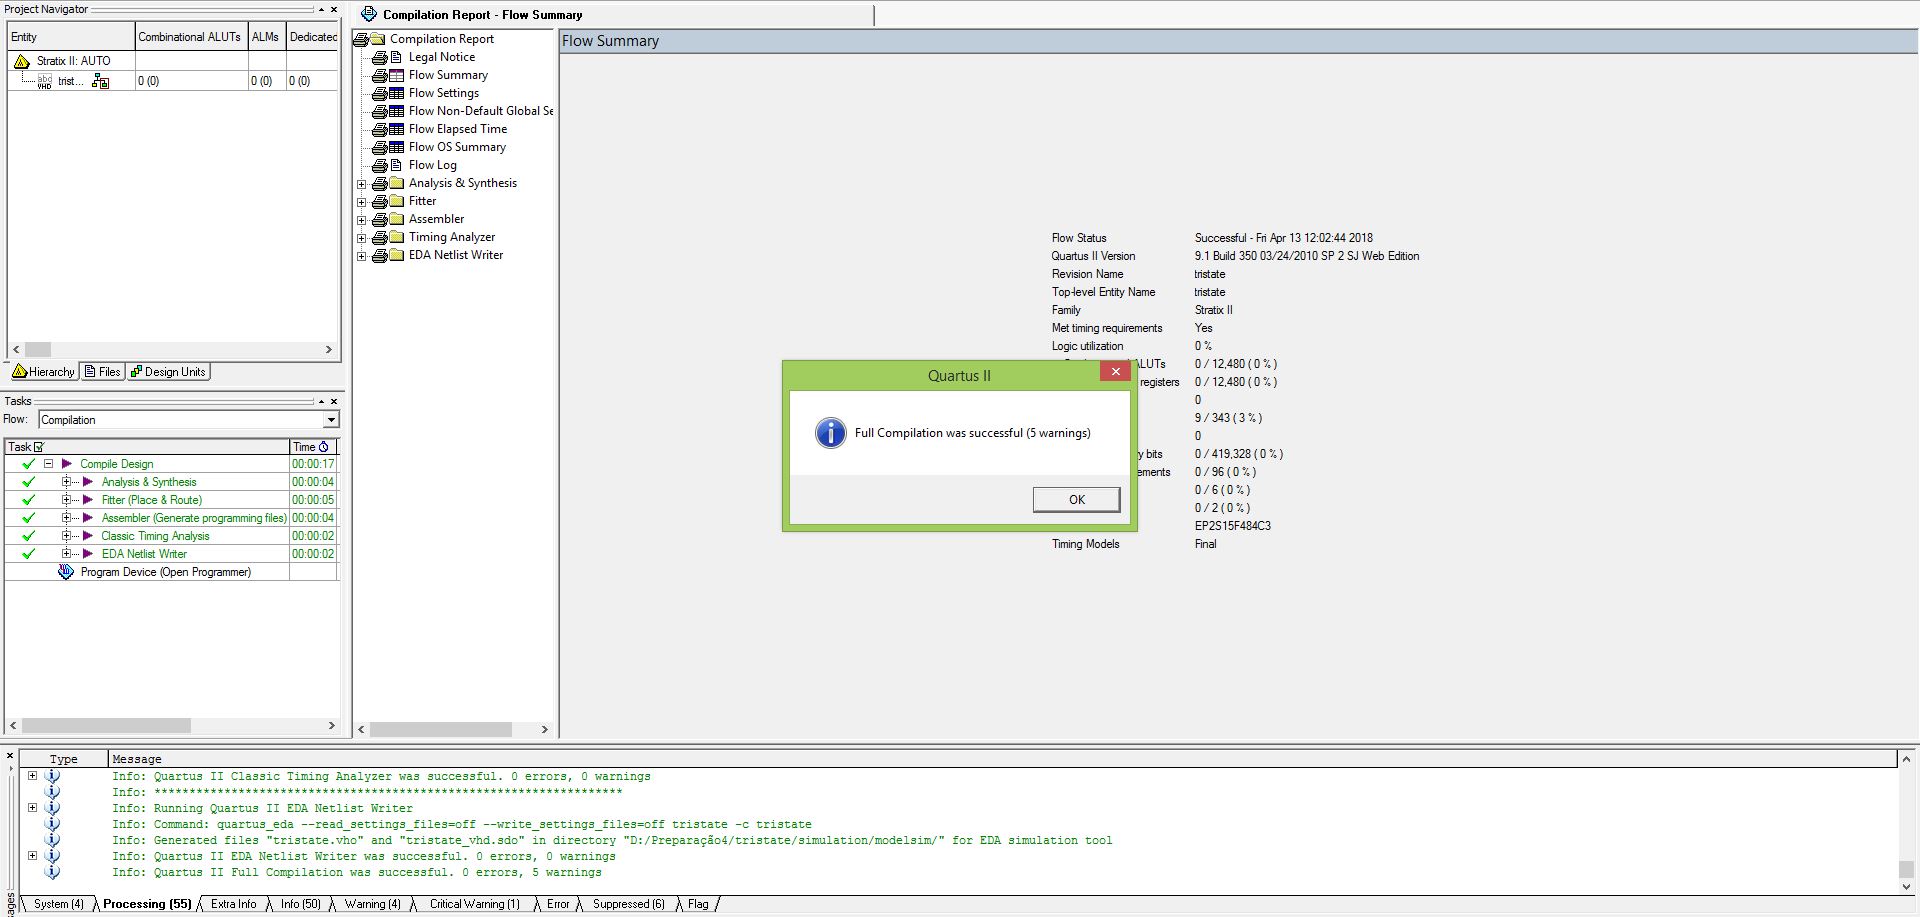 Project Navigator
Entity Combinational ALUTs ALMs Dedicated
Stratix II: AUTO
abc VHD trist... 0 (0) 0 (0) 0 (0)
Hierarchy Files Design Units
Tasks
Flow: Compilation
Task Time
Compile Design 00:00:17
Analysis & Synthesis 00:00:04
Fitter (Place & Route) 00:00:05
Assembler (Generate programming files) 00:00:04
Classic Timing Analysis 00:00:02
EDA Netlist Writer 00:00:02
Program Device (Open Programmer)
Compilation Report - Flow Summary
Compilation Report
Legal Notice
Flow Summary
Flow Settings
Flow Non-Default Global Se
Flow Elapsed Time
Flow OS Summary
Flow Log
Analysis & Synthesis
Fitter
Assembler
Timing Analyzer
EDA Netlist Writer
Flow Summary
Flow Status Successful - Fri Apr 13 12:02:44 2018
Quartus II Version 9.1 Build 350 03/24/2010 SP 2 SJ Web Edition
Revision Name tristate
Top-level Entity Name tristate
Family Stratix II
Met timing requirements Yes
Logic utilization 0 %
ALUTs 0 / 12,480 ( 0 % )
registers 0 / 12,480 ( 0 % )
0
9 / 343 ( 3 % )
0
y bits 0 / 419,328 ( 0 % )
ements 0 / 96 ( 0 % )
0 / 6 ( 0 % )
0 / 2 ( 0 % )
EP2S15F484C3
Timing Models Final
Quartus II
Full Compilation was successful (5 warnings)
OK
Type Message
Info: Quartus II Classic Timing Analyzer was successful. 0 errors, 0 warnings
Info: *******************************************************************
Info: Running Quartus II EDA Netlist Writer
Info: Command: quartus_eda --read_settings_files=off --write_settings_files=off tristate -c tristate
Info: Generated files "tristate.vho" and "tristate_vhd.sdo" in directory "D:/Preparação4/tristate/simulation/modelsim/" for EDA simulation tool
Info: Quartus II EDA Netlist Writer was successful. 0 errors, 0 warnings
Info: Quartus II Full Compilation was successful. 0 errors, 5 warnings
System (4) Processing (55) Extra Info Info (50) Warning (4) Critical Warning (1) Error Suppressed (6) Flag